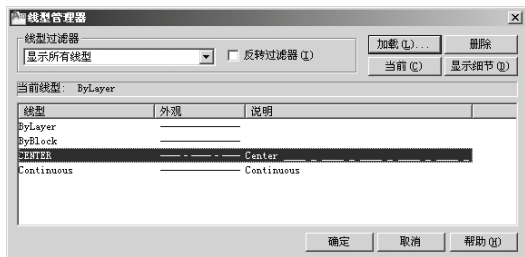 线型管理器
线型过滤器
显示所有线型
反转过滤器(I)
加载(L)...
删除
当前(C)
显示细节(D)
当前线型: ByLayer
线型 外观 说明
ByLayer
ByBlock
CENTER Center
Continuous Continuous
确定 取消 帮助(H)